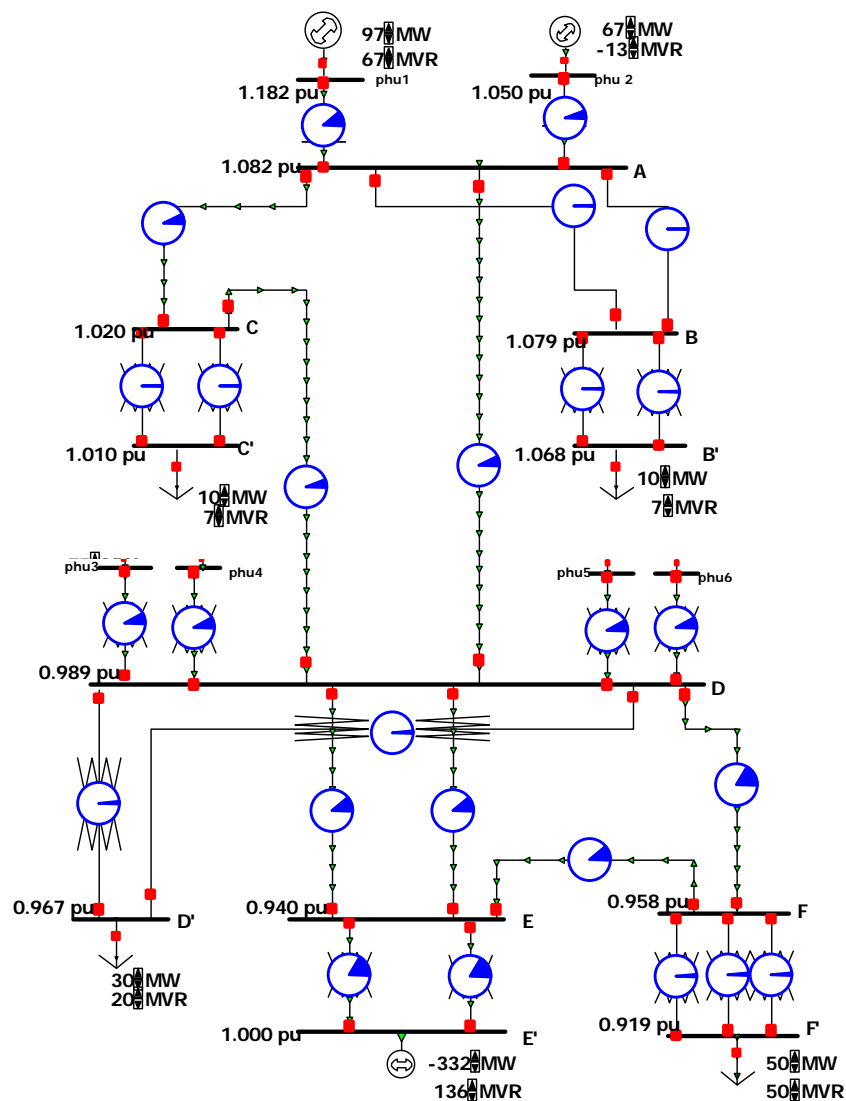 97 MW
67 MVR
67 MW
-13 MVR
phu1
phu 2
1.182 pu
1.050 pu
1.082 pu
A
C
1.020 pu
B
1.079 pu
C'
1.010 pu
B'
1.068 pu
10 MW
7 MVR
10 MW
7 MVR
phu3
phu4
phu5
phu6
0.989 pu
D
0.967 pu
D'
0.940 pu
E
0.958 pu
F
30 MW
20 MVR
1.000 pu
E'
0.919 pu
F'
-332 MW
136 MVR
50 MW
50 MVR